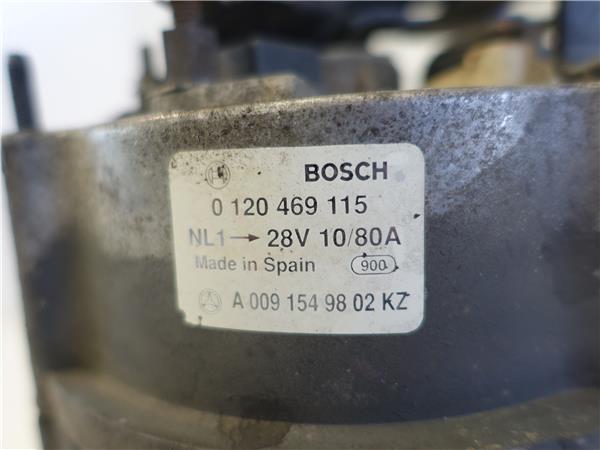 BOSCH
0 120 469 115
NL1→ 28V 10/80A
Made in Spain 900
A 009 154 98 02 KZ